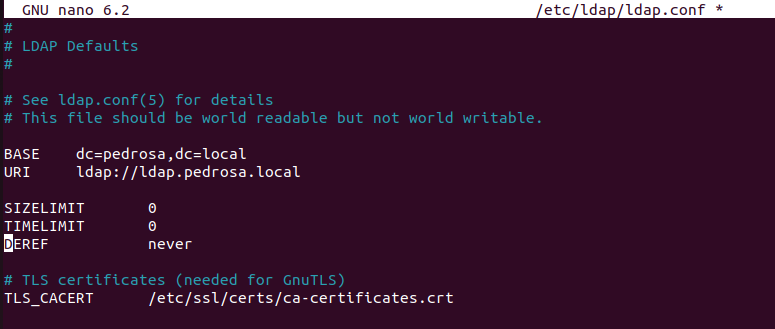 GNU nano 6.2 /etc/ldap/ldap.conf *
#
# LDAP Defaults
#
# See ldap.conf(5) for details
# This file should be world readable but not world writable.
BASE dc=pedrosa,dc=local
URI ldap://ldap.pedrosa.local
SIZELIMIT 0
TIMELIMIT 0
DEREF never
# TLS certificates (needed for GnuTLS)
TLS_CACERT /etc/ssl/certs/ca-certificates.crt